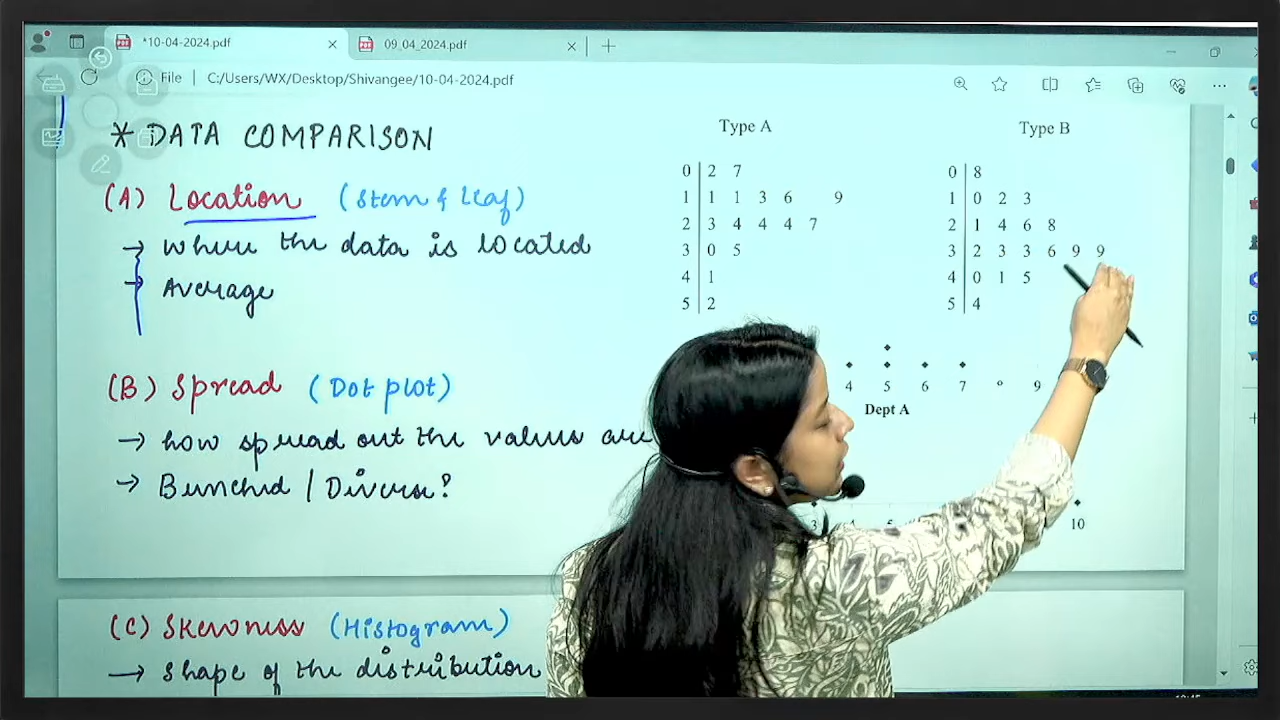 *10-04-2024.pdf
09_04_2024.pdf
File | C:/Users/WX/Desktop/Shivangee/10-04-2024.pdf
* DATA COMPARISON
(A) Location (Stem & Leaf)
→ where the data is located
→ Average
(B) Spread (Dot plot)
→ how spread out the values are
→ Bunched / Diverse?
Type A
0 | 2 7
1 | 1 1 3 6 9
2 | 3 4 4 4 7
3 | 0 5
4 | 1
5 | 2
Type B
0 | 8
1 | 0 2 3
2 | 1 4 6 8
3 | 2 3 3 6 9 9
4 | 0 1 5
5 | 4
4 5 6 7 9
Dept A
3 10
(C) Skewness (Histogram)
→ shape of the distribution